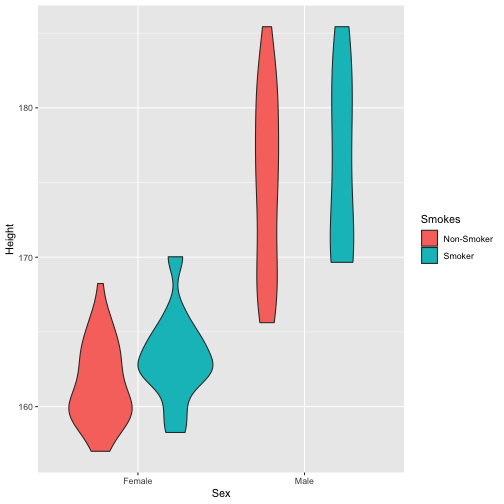 180
170
160
Height
Female
Male
Sex
Smokes
Non-Smoker
Smoker